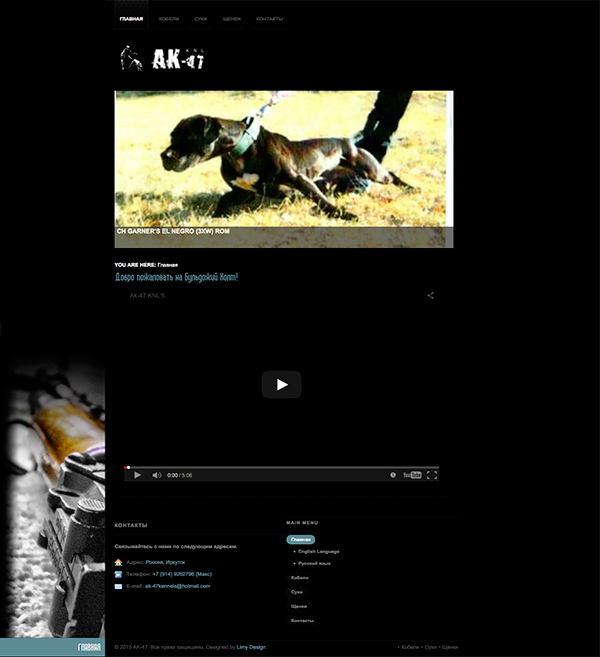 ГЛАВНАЯ КОБЕЛИ СУКИ ЩЕНКИ КОНТАКТЫ
AK-47 KNL
CH GARNER'S EL NEGRO (3XW) ROM
YOU ARE HERE: Главная
Добро пожаловать на Бульдожий Колт!
Ak-47 KNL'S
0:00 / 5:06 YouTube
КОНТАКТЫ
Связывайтесь с нами по следующим адресам.
Адрес: Россия, Иркутск
Телефон: +7 (914) 9262796 (Макс)
E-mail: ak-47kennels@hotmail.com
MAIN MENU
Главная
English Language
Русский язык
Кобели
Суки
Щенки
Контакты
ГЛАВНАЯ
© 2015 AK-47. Все права защищены. Designed by Limy Design • Кобели • Суки • Щенки